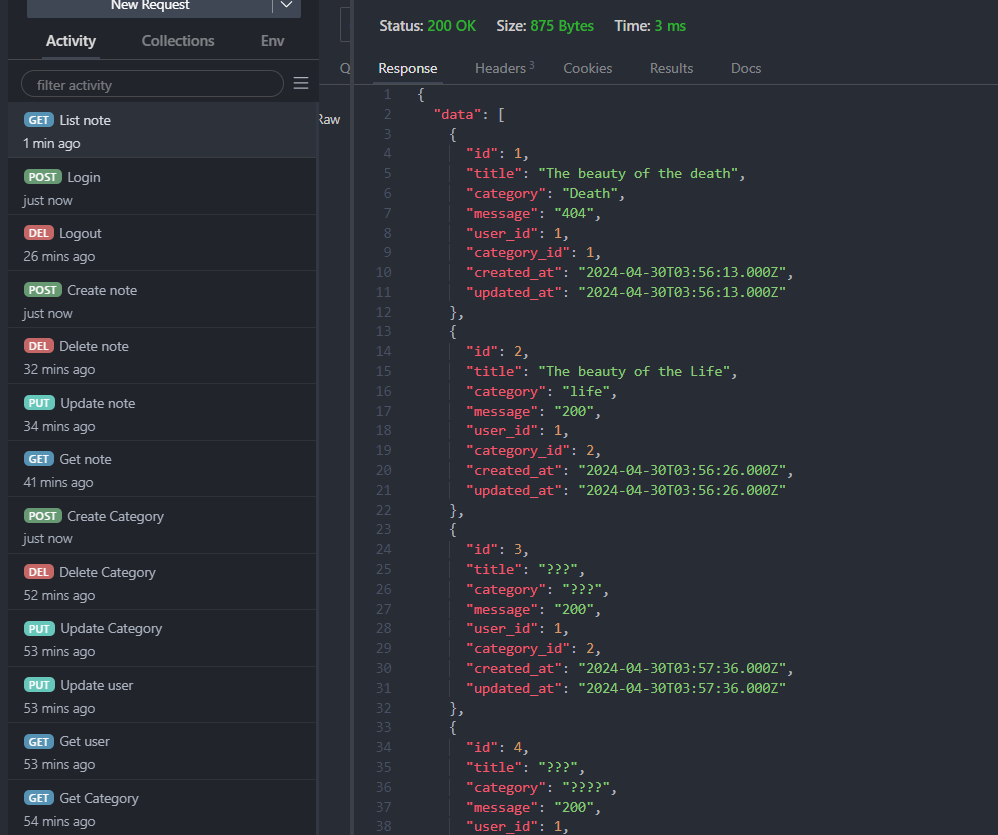 New Request
Activity
Collections
Env
filter activity
GET List note
1 min ago
POST Login
just now
DEL Logout
26 mins ago
POST Create note
just now
DEL Delete note
32 mins ago
PUT Update note
34 mins ago
GET Get note
41 mins ago
POST Create Category
just now
DEL Delete Category
52 mins ago
PUT Update Category
53 mins ago
PUT Update user
53 mins ago
GET Get user
53 mins ago
GET Get Category
54 mins ago
Q
Raw
Status: 200 OK Size: 875 Bytes Time: 3 ms
Response Headers 3 Cookies Results Docs
1 {
2 "data": [
3 {
4 "id": 1,
5 "title": "The beauty of the death",
6 "category": "Death",
7 "message": "404",
8 "user_id": 1,
9 "category_id": 1,
10 "created_at": "2024-04-30T03:56:13.000Z",
11 "updated_at": "2024-04-30T03:56:13.000Z"
12 },
13 {
14 "id": 2,
15 "title": "The beauty of the Life",
16 "category": "life",
17 "message": "200",
18 "user_id": 1,
19 "category_id": 2,
20 "created_at": "2024-04-30T03:56:26.000Z",
21 "updated_at": "2024-04-30T03:56:26.000Z"
22 },
23 {
24 "id": 3,
25 "title": "???",
26 "category": "???",
27 "message": "200",
28 "user_id": 1,
29 "category_id": 2,
30 "created_at": "2024-04-30T03:57:36.000Z",
31 "updated_at": "2024-04-30T03:57:36.000Z"
32 },
33 {
34 "id": 4,
35 "title": "???",
36 "category": "????",
37 "message": "200",
38 "user_id": 1,